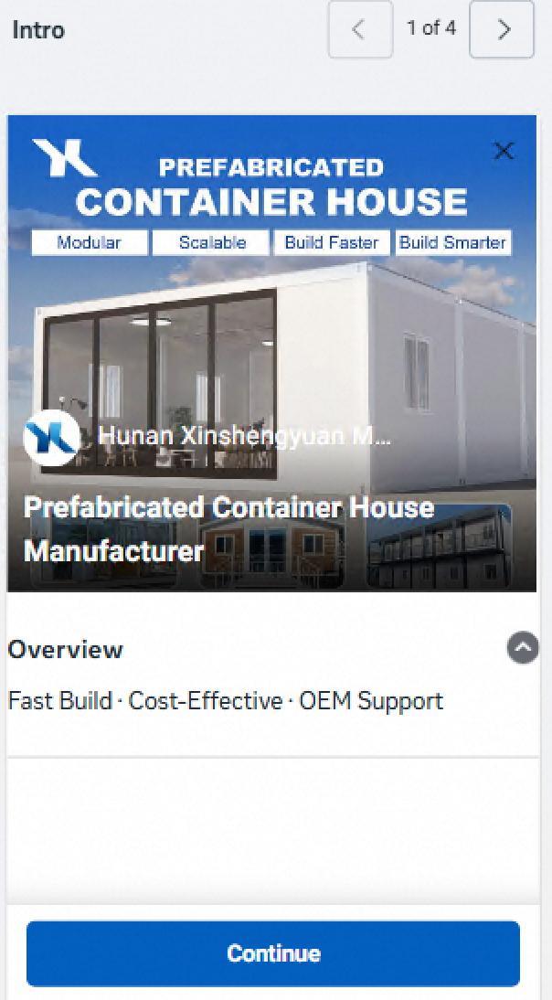 Intro
1 of 4
PREFABRICATED
CONTAINER HOUSE
Modular
Scalable
Build Faster
Build Smarter
Hunan Xinshengyuan M...
Prefabricated Container House
Manufacturer
Overview
Fast Build · Cost-Effective · OEM Support
Continue